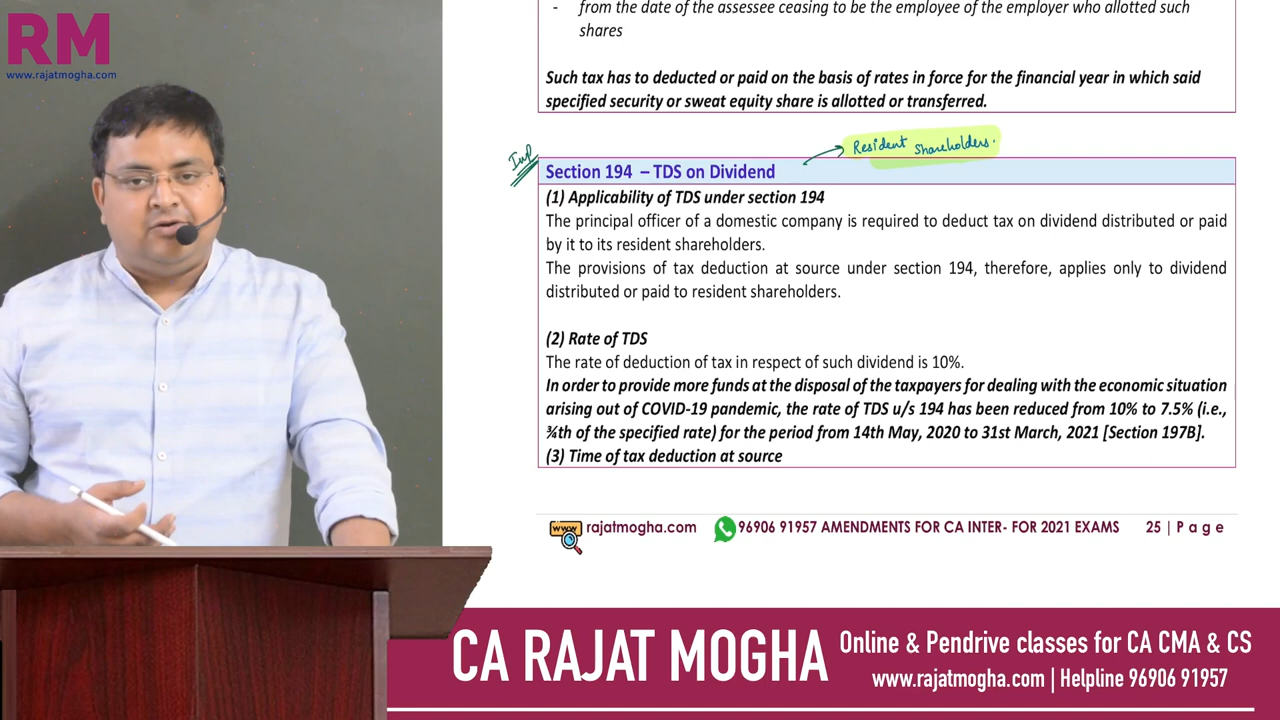 RM
www.rajatmogha.com
- from the date of the assessee ceasing to be the employee of the employer who allotted such
shares
Such tax has to deducted or paid on the basis of rates in force for the financial year in which said
specified security or sweat equity share is allotted or transferred.
Imp
Resident Shareholders.
Section 194 – TDS on Dividend
(1) Applicability of TDS under section 194
The principal officer of a domestic company is required to deduct tax on dividend distributed or paid
by it to its resident shareholders.
The provisions of tax deduction at source under section 194, therefore, applies only to dividend
distributed or paid to resident shareholders.
(2) Rate of TDS
The rate of deduction of tax in respect of such dividend is 10%.
In order to provide more funds at the disposal of the taxpayers for dealing with the economic situation
arising out of COVID-19 pandemic, the rate of TDS u/s 194 has been reduced from 10% to 7.5% (i.e.,
¾th of the specified rate) for the period from 14th May, 2020 to 31st March, 2021 [Section 197B].
(3) Time of tax deduction at source
www rajatmogha.com 96906 91957 AMENDMENTS FOR CA INTER- FOR 2021 EXAMS 25 | P a g e
CA RAJAT MOGHA
Online & Pendrive classes for CA CMA & CS
www.rajatmogha.com | Helpline 96906 91957